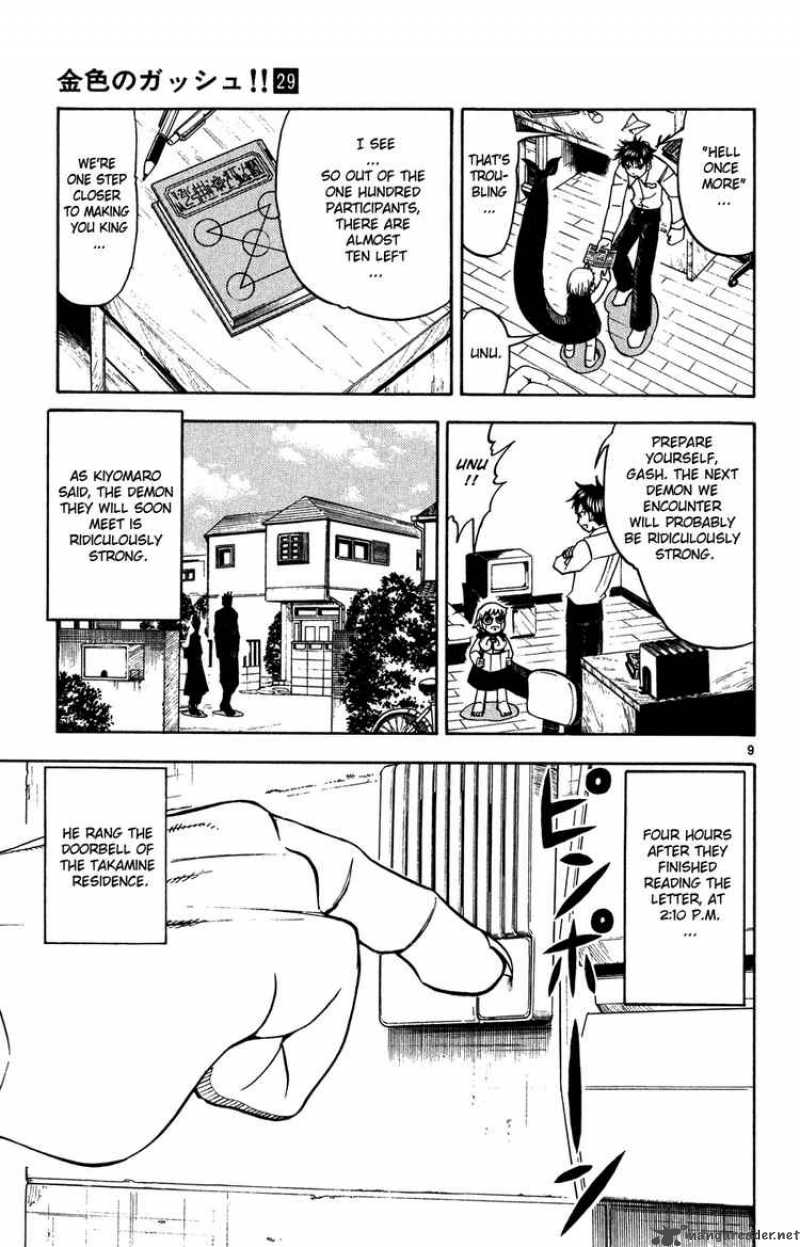 金色のガッシュ!! 29
"HELL
ONCE
MORE"
...
THAT'S
TROU-
BLING
...
UNU.
I SEE
...
SO OUT OF THE
ONE HUNDRED
PARTICIPANTS,
THERE ARE
ALMOST
TEN LEFT
...
WE'RE
ONE STEP
CLOSER
TO MAKING
YOU KING
...
PREPARE
YOURSELF,
GASH. THE NEXT
DEMON WE
ENCOUNTER
WILL PROBABLY
BE RIDICULOUSLY
STRONG.
UNU
!!
AS KIYOMARO
SAID, THE DEMON
THEY WILL SOON
MEET IS
RIDICULOUSLY
STRONG.
9
FOUR HOURS
AFTER THEY
FINISHED
READING THE
LETTER, AT
2:10 P.M.
...
ピンポーン
HE RANG THE
DOORBELL OF
THE TAKAMINE
RESIDENCE.
mangareader.net